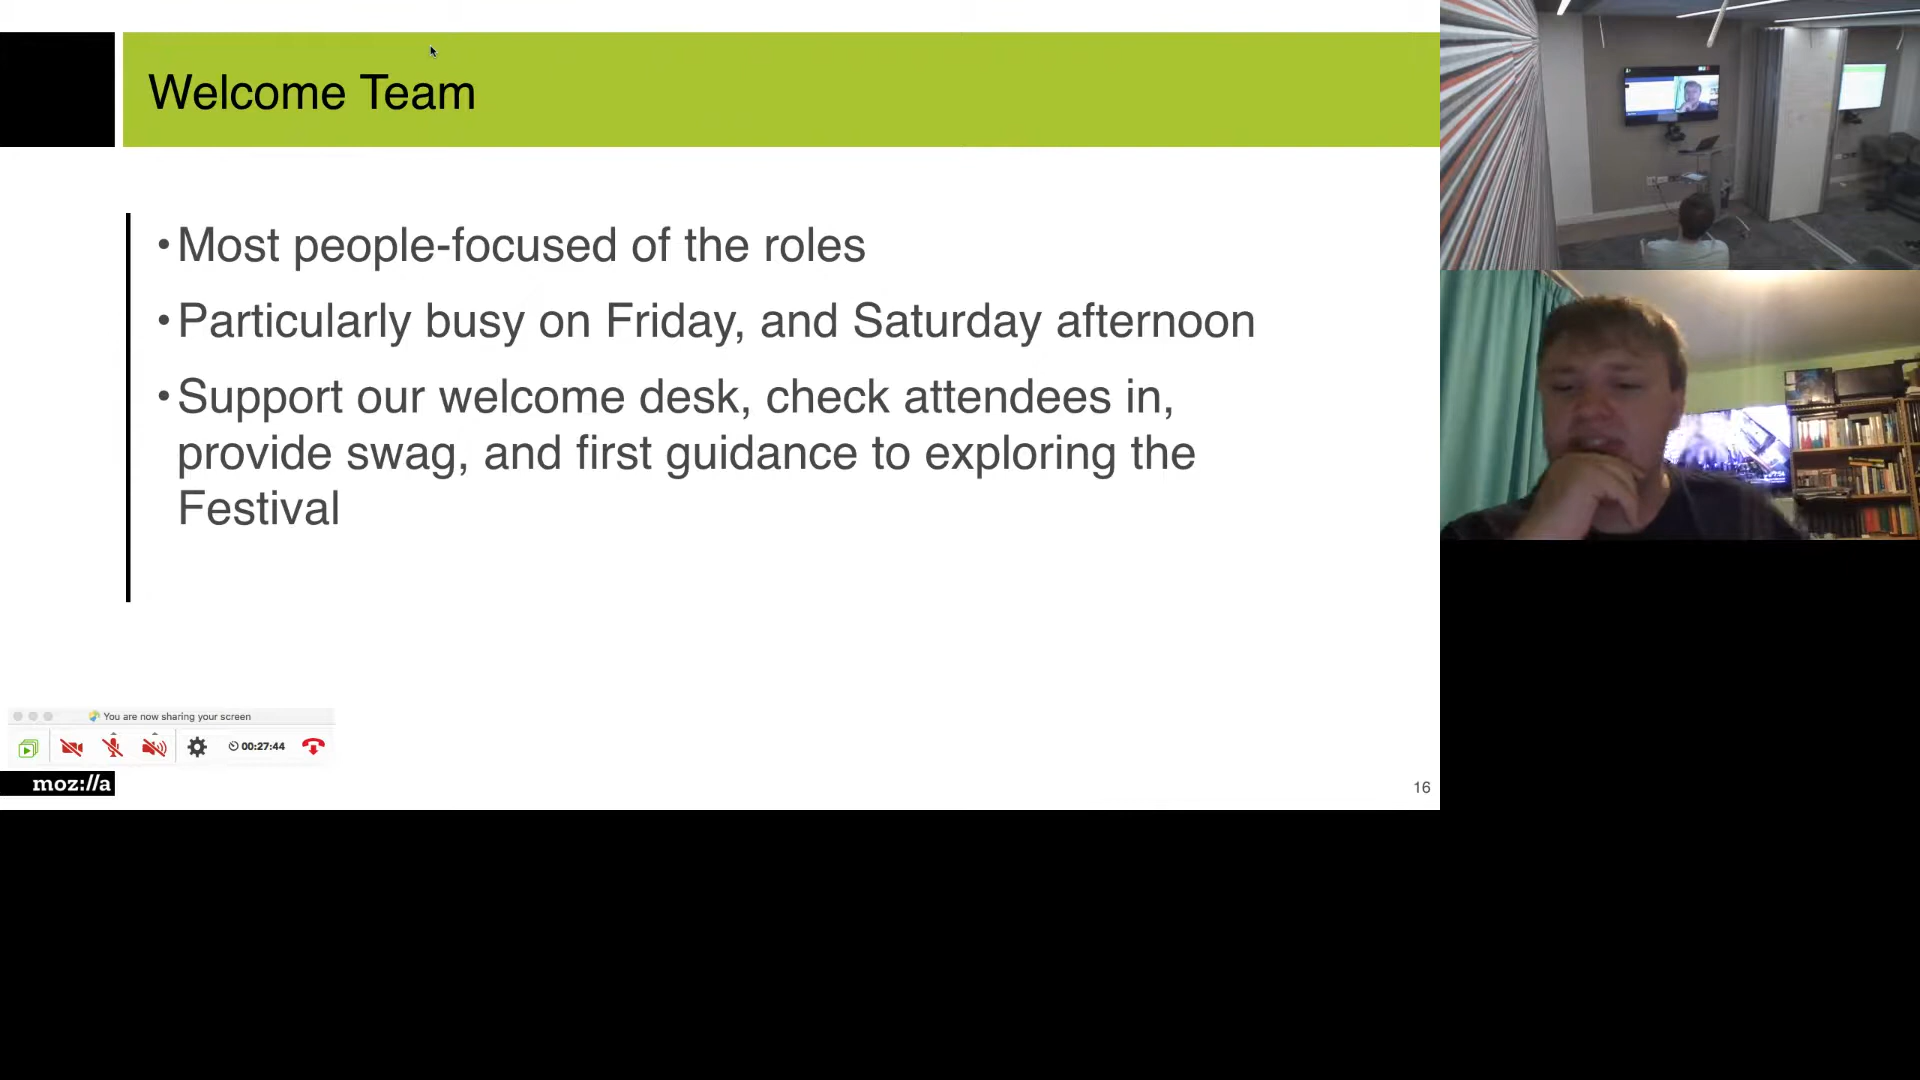 Welcome Team
•Most people-focused of the roles
•Particularly busy on Friday, and Saturday afternoon
•Support our welcome desk, check attendees in,
provide swag, and first guidance to exploring the
Festival
You are now sharing your screen
00:27:44
moz://a
16